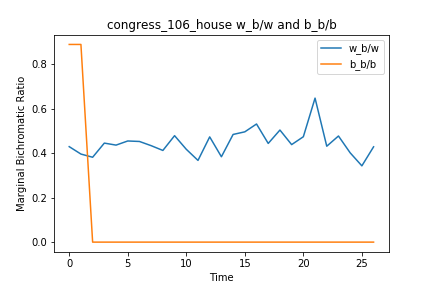 congress_106_house w_b/w and b_b/b
w_b/w
b_b/b
Marginal Bichromatic Ratio
0.8
0.6
0.4
0.2
0.0
0 5 10 15 20 25
Time